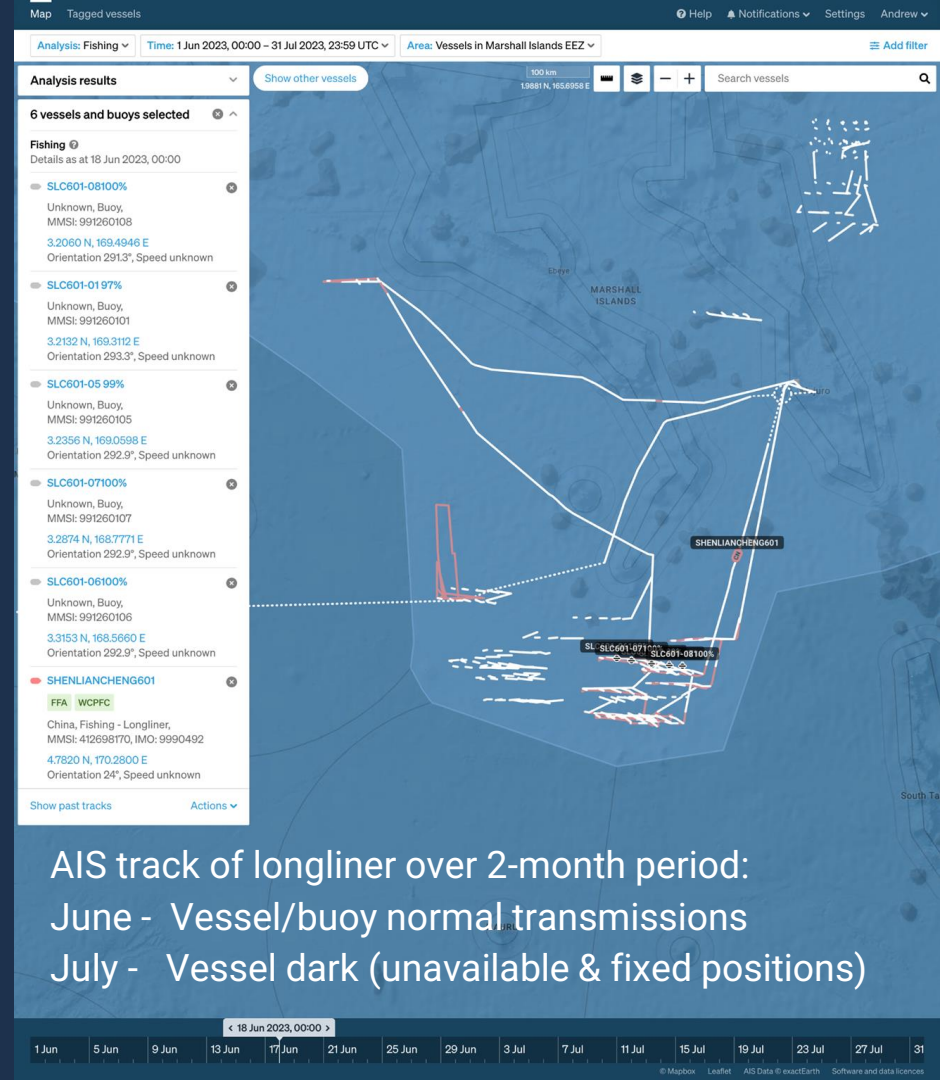 Map Tagged vessels Help Notifications Settings Andrew
Analysis: Fishing Time: 1 Jun 2023, 00:00 – 31 Jul 2023, 23:59 UTC Area: Vessels in Marshall Islands EEZ Add filter
Analysis results
Show other vessels
100 km
1.9881 N, 165.6958 E
Search vessels
6 vessels and buoys selected
Fishing
Details as at 18 Jun 2023, 00:00
SLC601-08100%
Unknown, Buoy,
MMSI: 991260108
3.2060 N, 169.4946 E
Orientation 291.3°, Speed unknown
SLC601-01 97%
Unknown, Buoy,
MMSI: 991260101
3.2132 N, 169.3112 E
Orientation 293.3°, Speed unknown
SLC601-05 99%
Unknown, Buoy,
MMSI: 991260105
3.2356 N, 169.0598 E
Orientation 292.9°, Speed unknown
SLC601-07100%
Unknown, Buoy,
MMSI: 991260107
3.2874 N, 168.7771 E
Orientation 292.9°, Speed unknown
SLC601-06100%
Unknown, Buoy,
MMSI: 991260106
3.3153 N, 168.5660 E
Orientation 292.9°, Speed unknown
SHENLIANCHENG601
FFA WCPFC
China, Fishing - Longliner,
MMSI: 412698170, IMO: 9990492
4.7820 N, 170.2800 E
Orientation 24°, Speed unknown
Show past tracks Actions
Ebeye
MARSHALL
ISLANDS
SHENLIANCHENG601
SLC601-07100%
SLC601-08100%
South Ta
AIS track of longliner over 2-month period:
June - Vessel/buoy normal transmissions
July - Vessel dark (unavailable & fixed positions)
< 18 Jun 2023, 00:00 >
1 Jun 5 Jun 9 Jun 13 Jun 17 Jun 21 Jun 25 Jun 29 Jun 3 Jul 7 Jul 11 Jul 15 Jul 19 Jul 23 Jul 27 Jul 31
© Mapbox Leaflet AIS Data © exactEarth Software and data licences